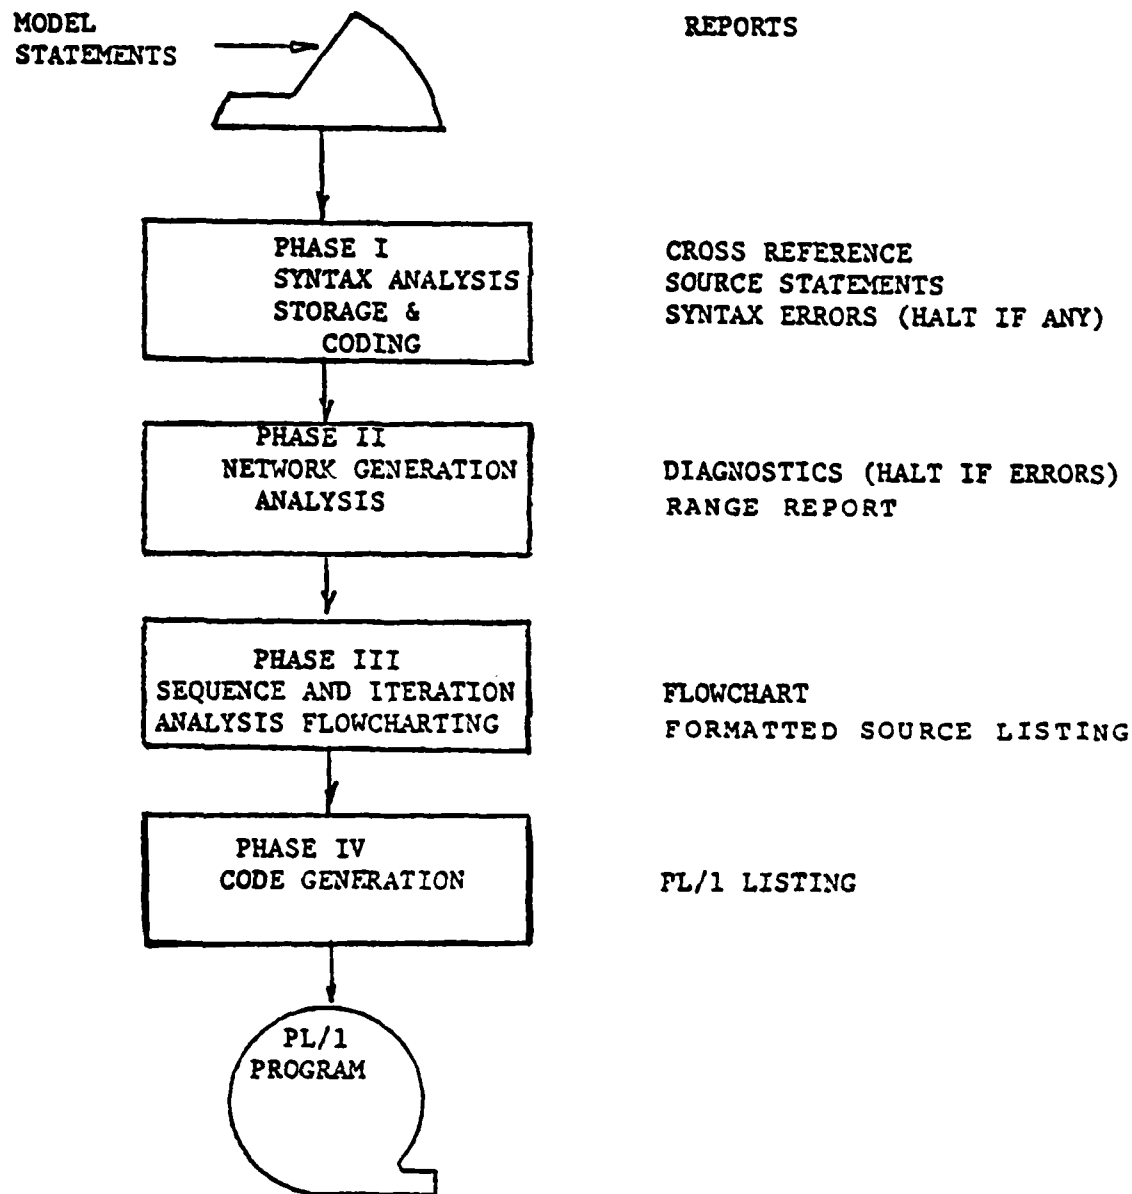 MODEL
STATEMENTS
REPORTS
PHASE I
SYNTAX ANALYSIS
STORAGE &
CODING
CROSS REFERENCE
SOURCE STATEMENTS
SYNTAX ERRORS (HALT IF ANY)
PHASE II
NETWORK GENERATION
ANALYSIS
DIAGNOSTICS (HALT IF ERRORS)
RANGE REPORT
PHASE III
SEQUENCE AND ITERATION
ANALYSIS FLOWCHARTING
FLOWCHART
FORMATTED SOURCE LISTING
PHASE IV
CODE GENERATION
PL/1 LISTING
PL/1
PROGRAM